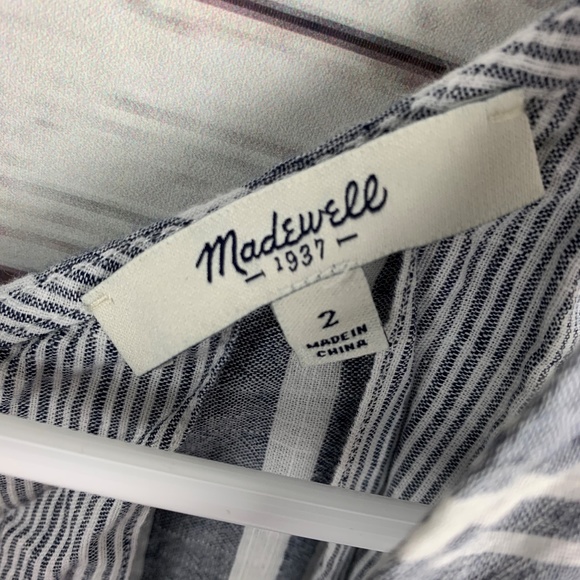 Madewell
— 1937 —
2
MADE IN
CHINA